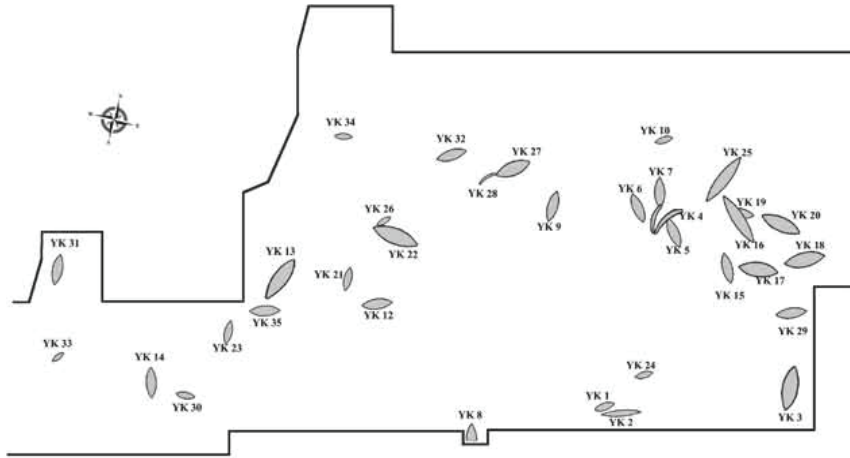 YK 34
YK 10
YK 32
YK 27
YK 25
YK 7
YK 28
YK 6
YK 19
YK 4
YK 20
YK 26
YK 9
YK 16
YK 5
YK 31
YK 13
YK 22
YK 18
YK 21
YK 17
YK 15
YK 12
YK 35
YK 29
YK 23
YK 33
YK 14
YK 24
YK 30
YK 1
YK 2
YK 3
YK 8